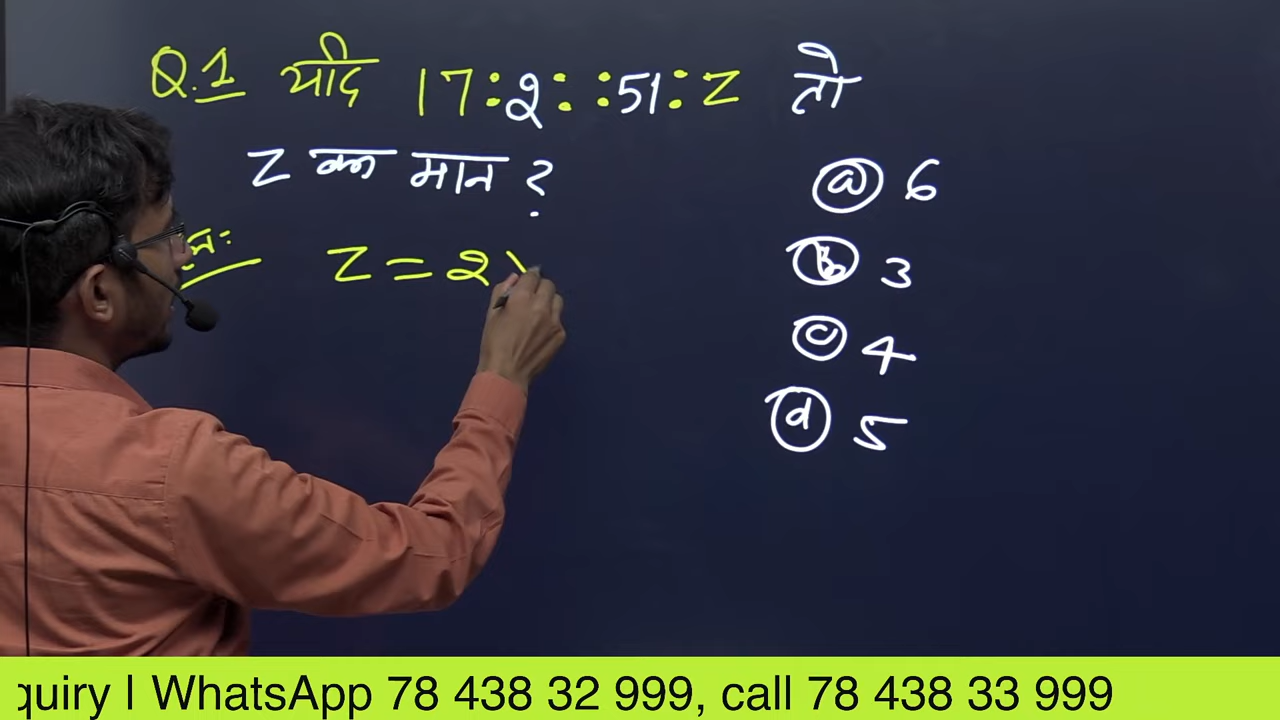 Q.1 यदि 17:2::51:Z तो
Z का मान ?
ⓐ 6
ⓑ 3
ⓒ 4
ⓓ 5
Z = 2 ×
quiry I WhatsApp 78 438 32 999, call 78 438 33 999